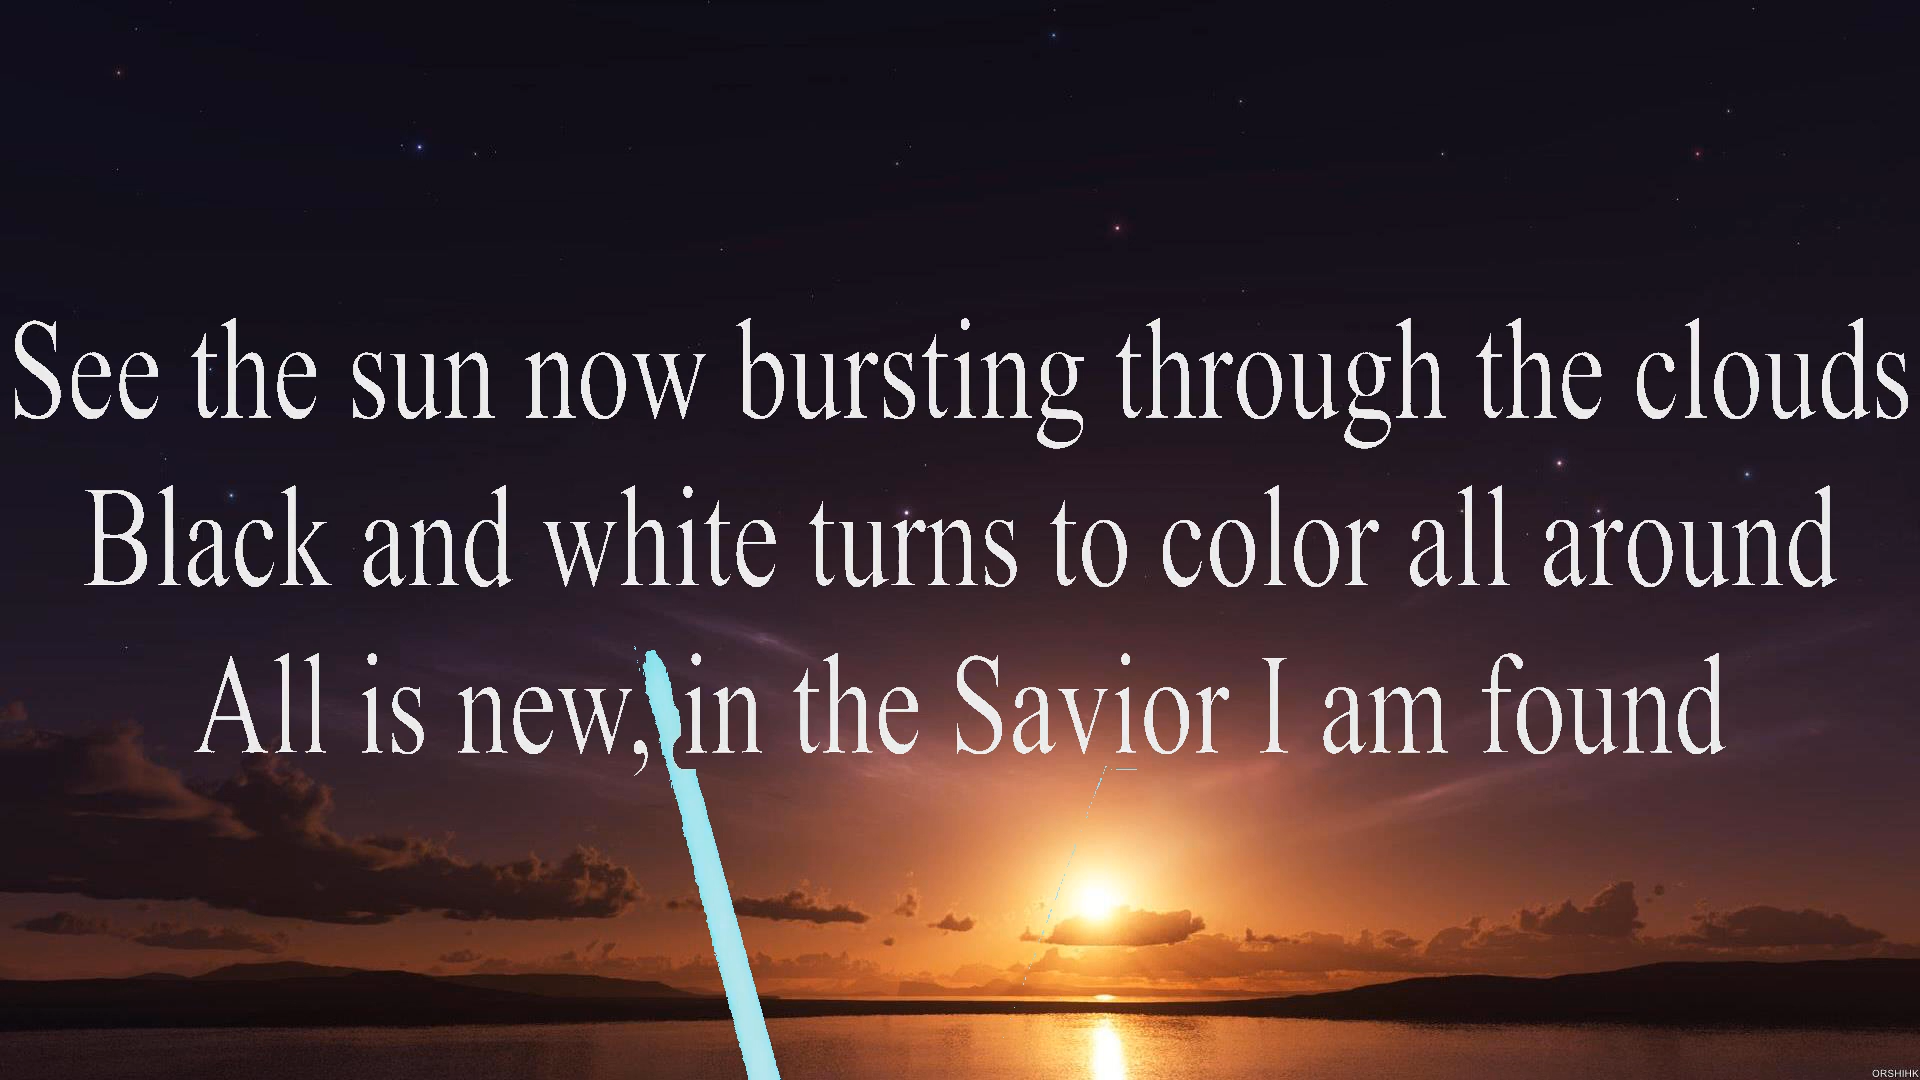 See the sun now bursting through the clouds
Black and white turns to color all around
All is new, in the Savior I am found
ORSHIHK